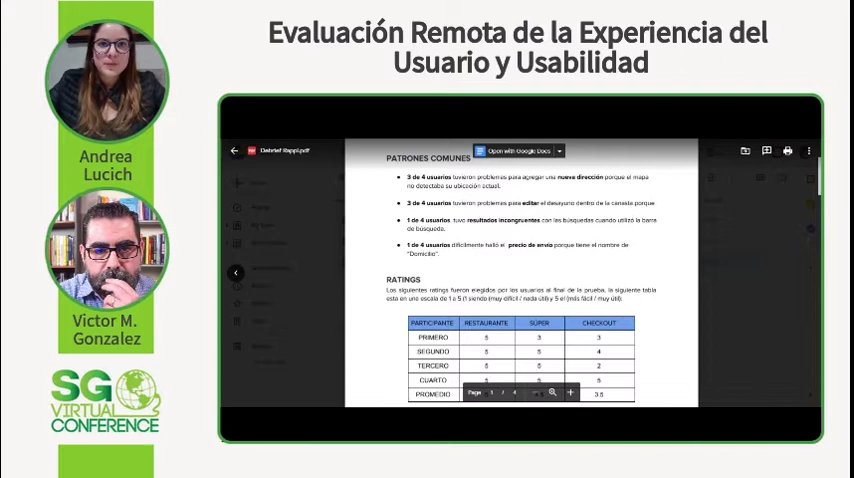 Evaluación Remota de la Experiencia del
Usuario y Usabilidad
Andrea
Lucich
Victor M.
Gonzalez
SG
VIRTUAL
CONFERENCE
Debrief Rappi.pdf
Open with Google Docs
PATRONES COMUNES
3 de 4 usuarios tuvieron problemas para agregar una nueva dirección porque el mapa
no detectaba su ubicación actual.
3 de 4 usuarios tuvieron problemas para editar el desayuno dentro de la canasta porque
1 de 4 usuarios tuvo resultados incongruentes con las búsquedas cuando utilizó la barra
de búsqueda.
1 de 4 usuarios difícilmente halló el precio de envío porque tiene el nombre de
"Domicilio".
RATINGS
Los siguientes ratings fueron elegidos por los usuarios al final de la prueba, la siguiente tabla
esta en una escala de 1 a 5 (1 siendo (muy difícil / nada útil) y 5 el (más fácil / muy útil):
PARTICIPANTE RESTAURANTE SÚPER CHECKOUT
PRIMERO 5 3 3
SEGUNDO 5 5 4
TERCERO 5 5 2
CUARTO 5 5 5
PROMEDIO 3.5
Page 1 / 4